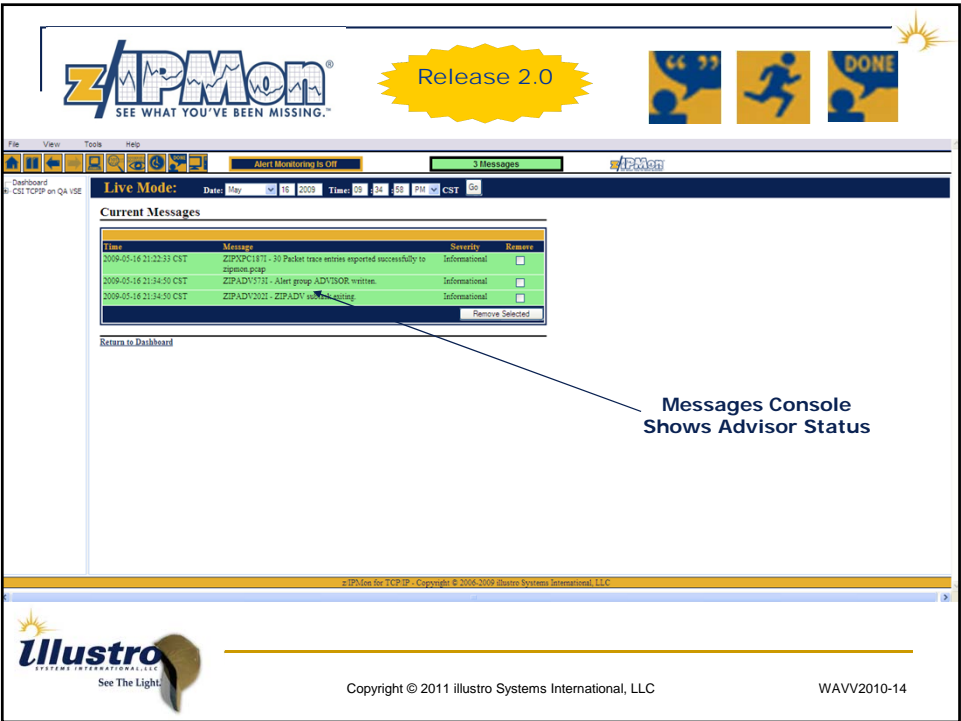 z/IPMon®
SEE WHAT YOU'VE BEEN MISSING.™
Release 2.0
“ ”
DONE
File View Tools Help
DONE
Alert Monitoring Is Off
3 Messages
z/IPMon
Dashboard
CSI TCPIP on QA VSE
Live Mode: Date: May 16 2009 Time: 09 :34 :58 PM CST Go
Current Messages
Time Message Severity Remove
2009-05-16 21:22:33 CST ZIPXPC187I - 30 Packet trace entries exported successfully to Informational
zipmon.pcap
2009-05-16 21:34:50 CST ZIPADV573I - Alert group ADVISOR written. Informational
2009-05-16 21:34:50 CST ZIPADV202I - ZIPADV subtask exiting. Informational
Remove Selected
Return to Dashboard
Messages Console
Shows Advisor Status
z/IPMon for TCP/IP - Copyright © 2006-2009 illustro Systems International, LLC
illustro
SYSTEMS INTERNATIONAL, LLC
See The Light.
Copyright © 2011 illustro Systems International, LLC
WAVV2010-14